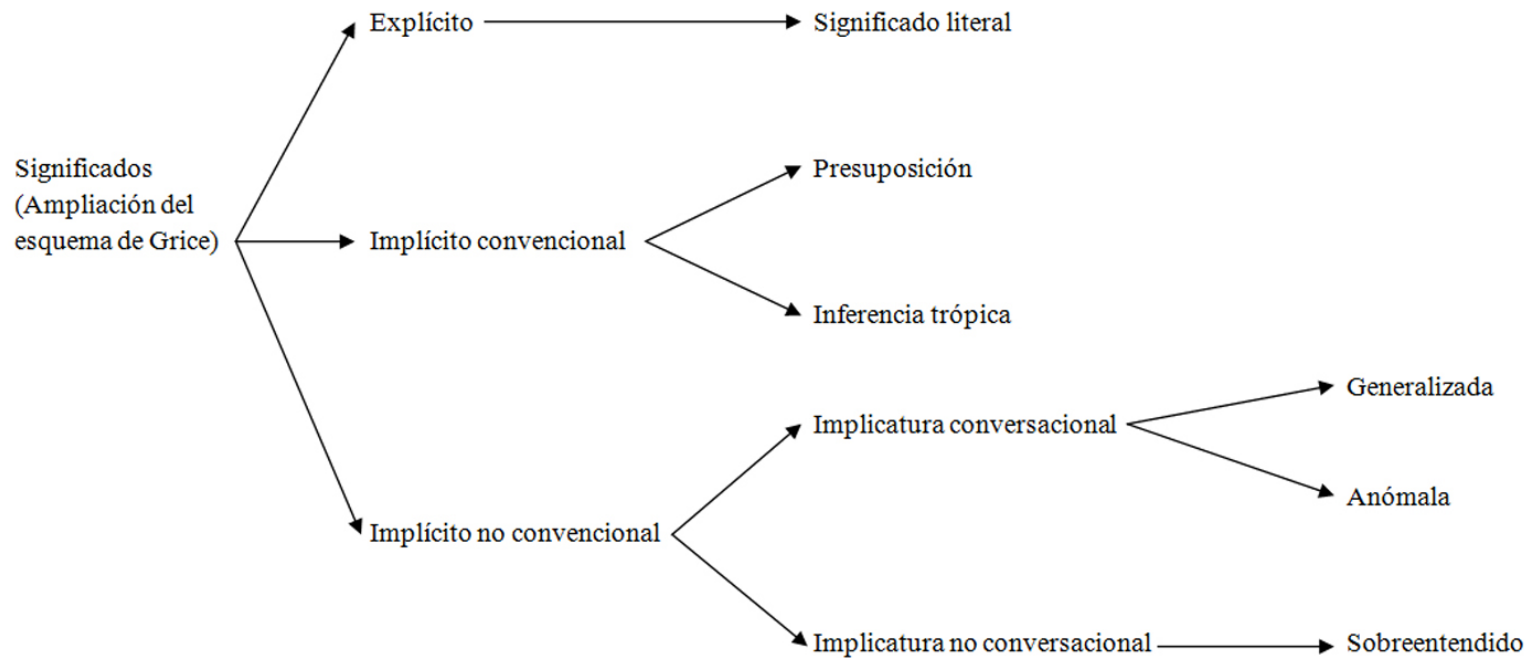 Explícito
Significado literal
Significados
(Ampliación del
esquema de Grice)
Presuposición
Implícito convencional
Inferencia trópica
Generalizada
Implicatura conversacional
Anómala
Implícito no convencional
Implicatura no conversacional
Sobreentendido